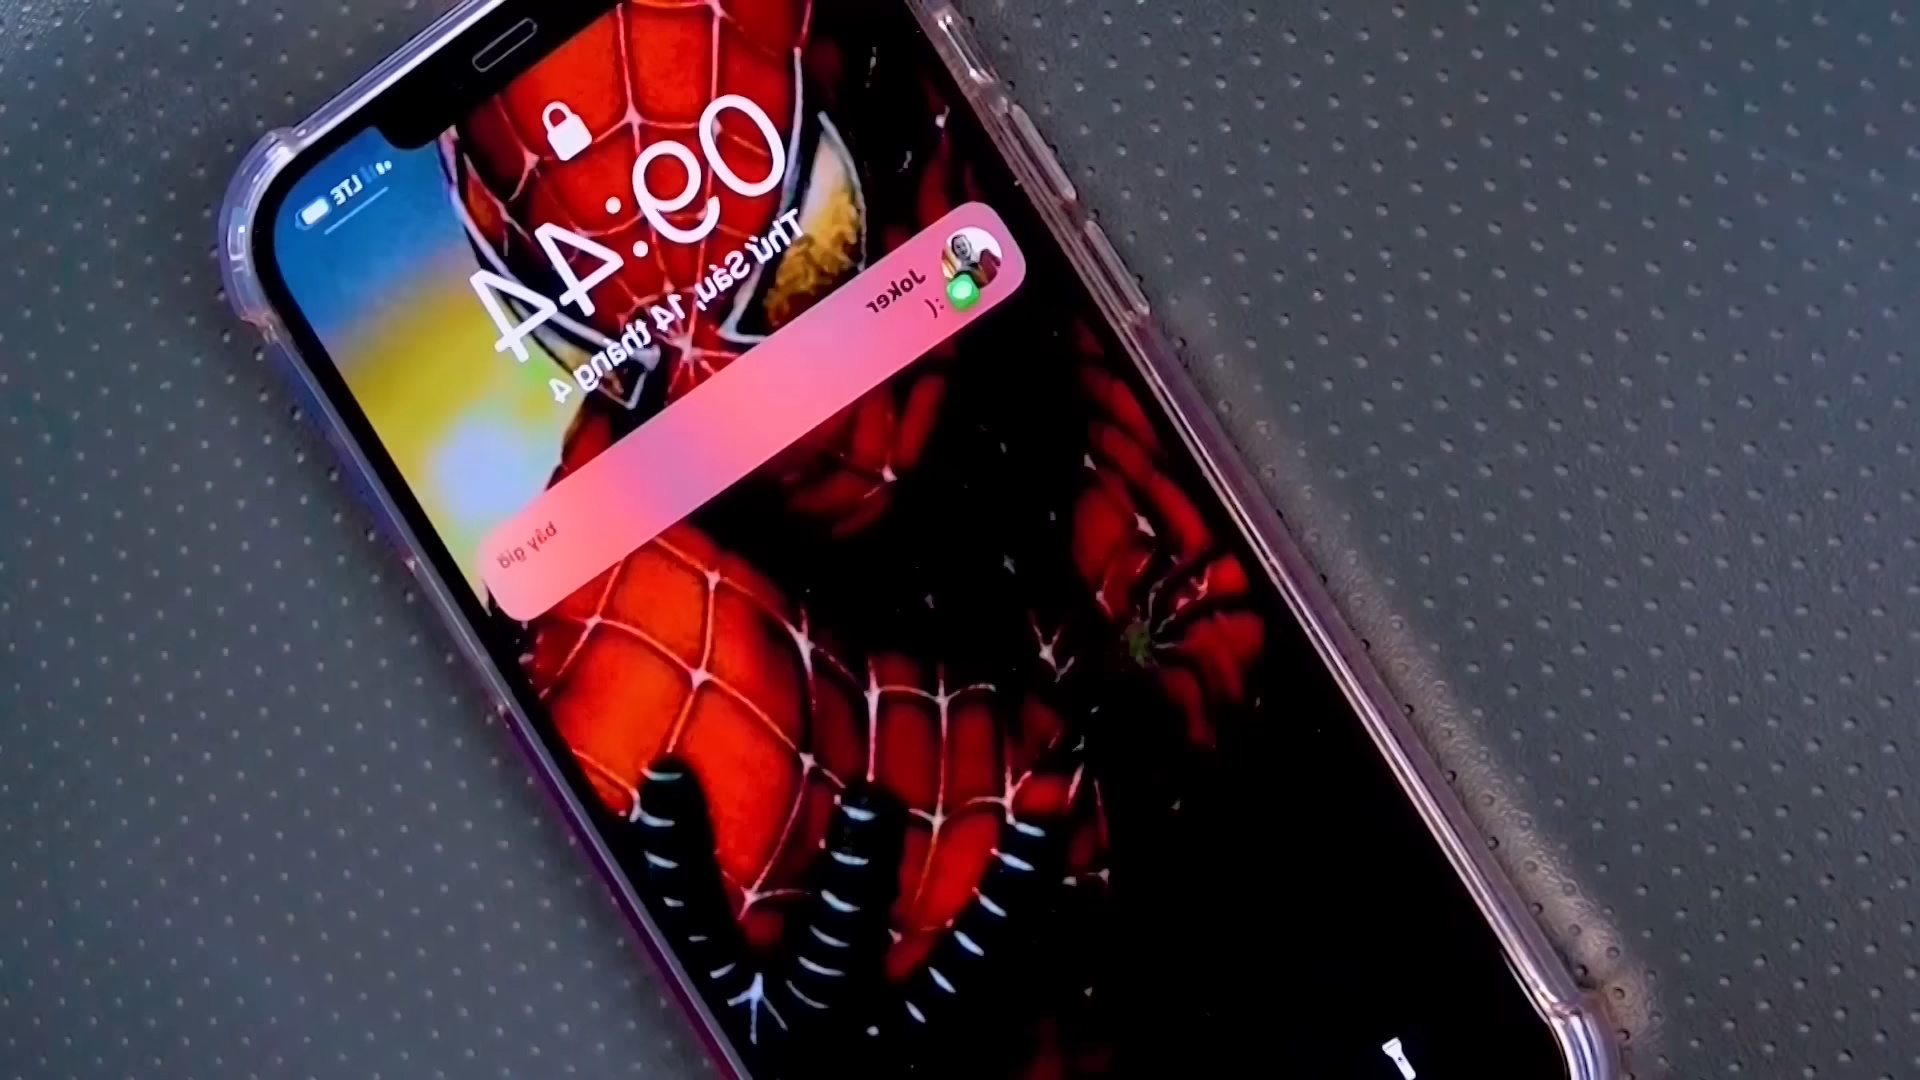 LTE
09:44
Thứ Sáu, 14 tháng 4
Joker
bây giờ
:(